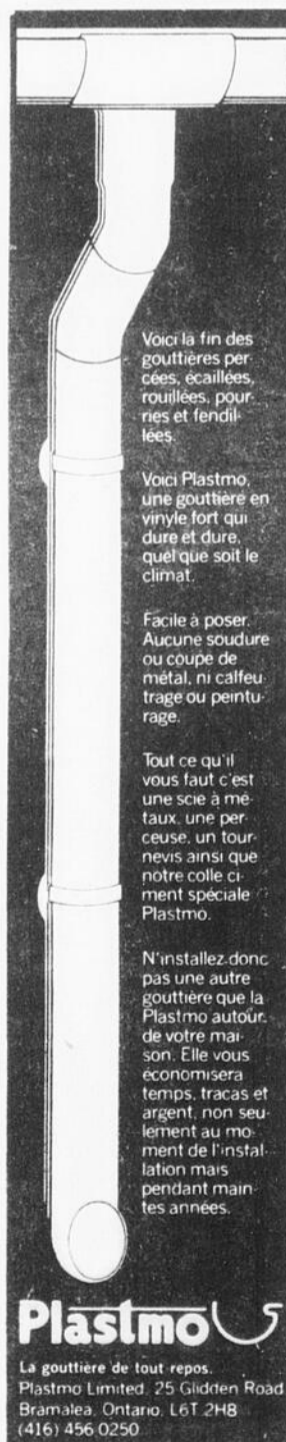 Voici la fin des
gouttières per-
cées, écaillées,
rouillées, pour-
ries et fendil-
lées.
Voici Plastmo,
une gouttière en
vinyle fort qui
dure et dure,
quel que soit le
climat.
Facile à poser.
Aucune soudure
ou coupe de
métal, ni calfeu-
trage ou peintu-
rage.
Tout ce qu'il
vous faut c'est
une scie à mé-
taux, une per-
ceuse, un tour-
nevis ainsi que
notre colle ci-
ment spéciale
Plastmo.
N'installez donc
pas une autre
gouttière que la
Plastmo autour
de votre mai-
son. Elle vous
économisera
temps, tracas et
argent, non seu-
lement au mo-
ment de l'instal-
lation mais
pendant main-
tes années.
Plastmo
La gouttière de tout repos.
Plastmo Limited, 25 Glidden Road
Bramalea, Ontario, L6T 2H8
(416) 456 0250